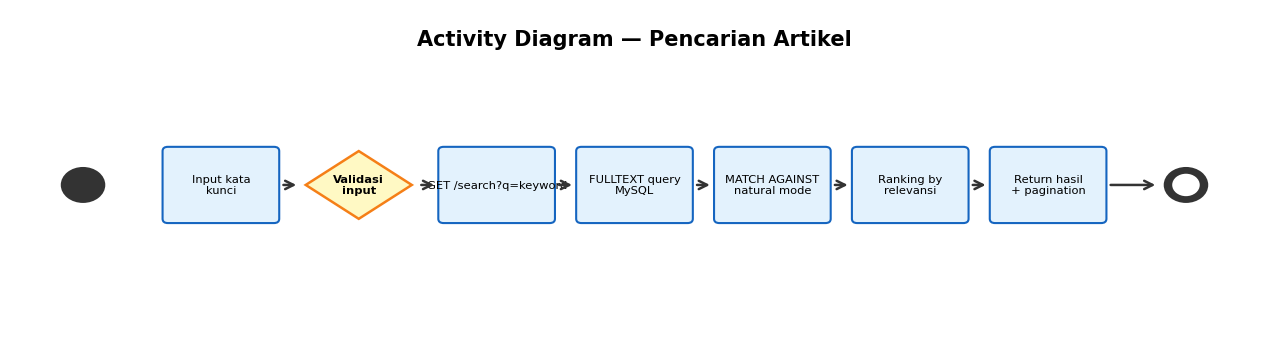 Activity Diagram — Pencarian Artikel
Input kata
kunci
Validasi
input
GET /search?q=keyword
FULLTEXT query
MySQL
MATCH AGAINST
natural mode
Ranking by
relevansi
Return hasil
+ pagination